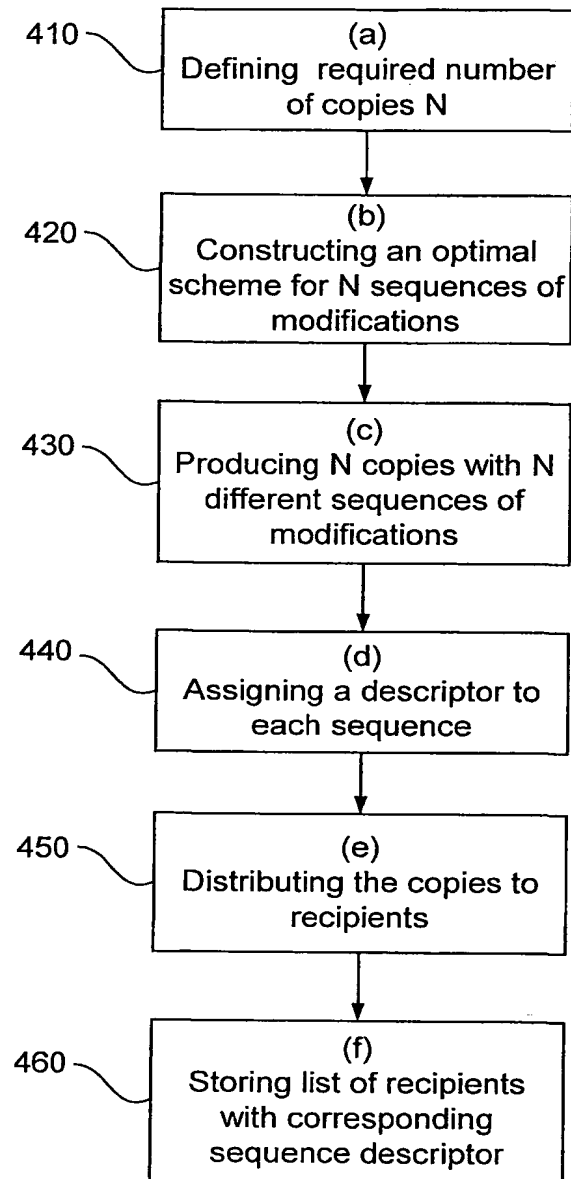 410
(a)
Defining required number
of copies N
420
(b)
Constructing an optimal
scheme for N sequences of
modifications
430
(c)
Producing N copies with N
different sequences of
modifications
440
(d)
Assigning a descriptor to
each sequence
450
(e)
Distributing the copies to
recipients
460
(f)
Storing list of recipients
with corresponding
sequence descriptor